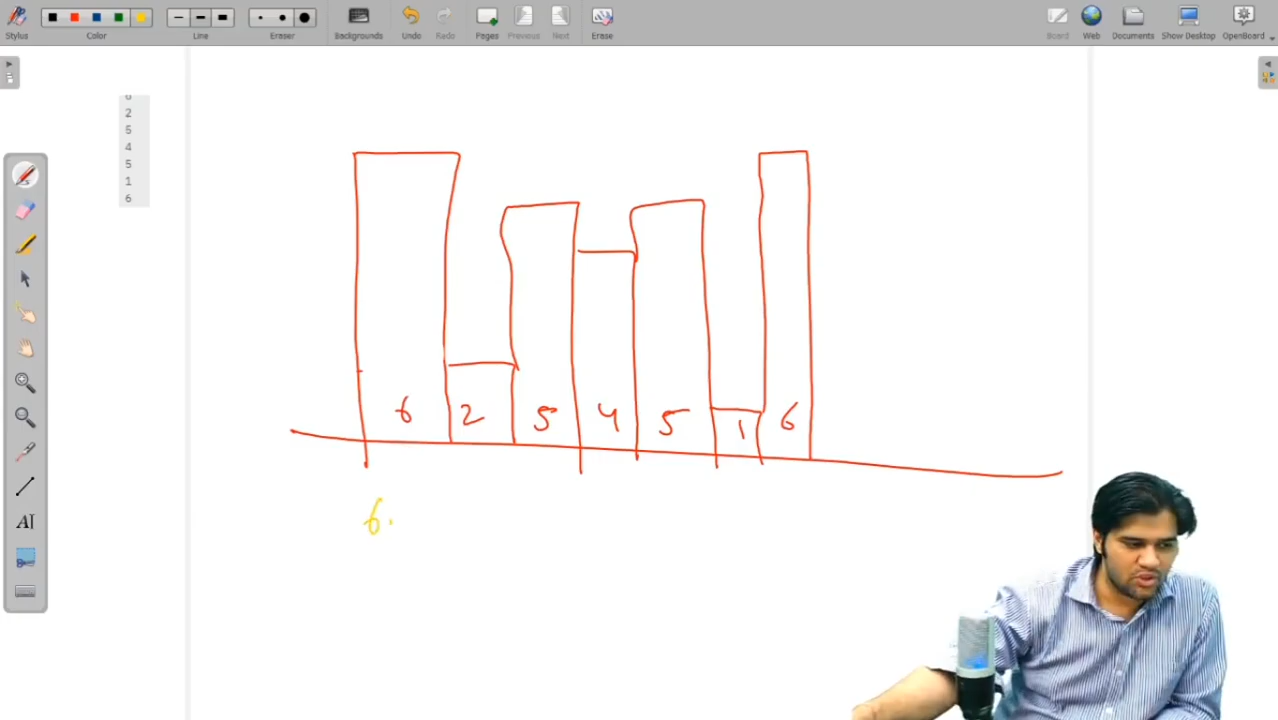 Stylus Color Line Eraser Backgrounds Undo Redo Pages Previous Next Erase Board Web Documents Show Desktop OpenBoard
2
5
4
5
1
6
6 2 5 4 5 1 6
6.
AI